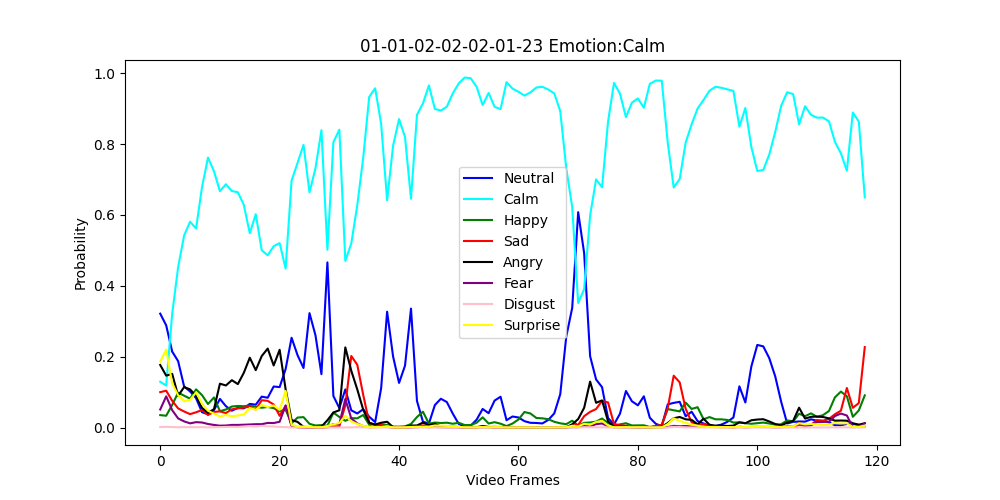 01-01-02-02-02-01-23 Emotion:Calm
Probability
1.0
0.8
0.6
0.4
0.2
0.0
Neutral
Calm
Happy
Sad
Angry
Fear
Disgust
Surprise
0 20 40 60 80 100 120
Video Frames